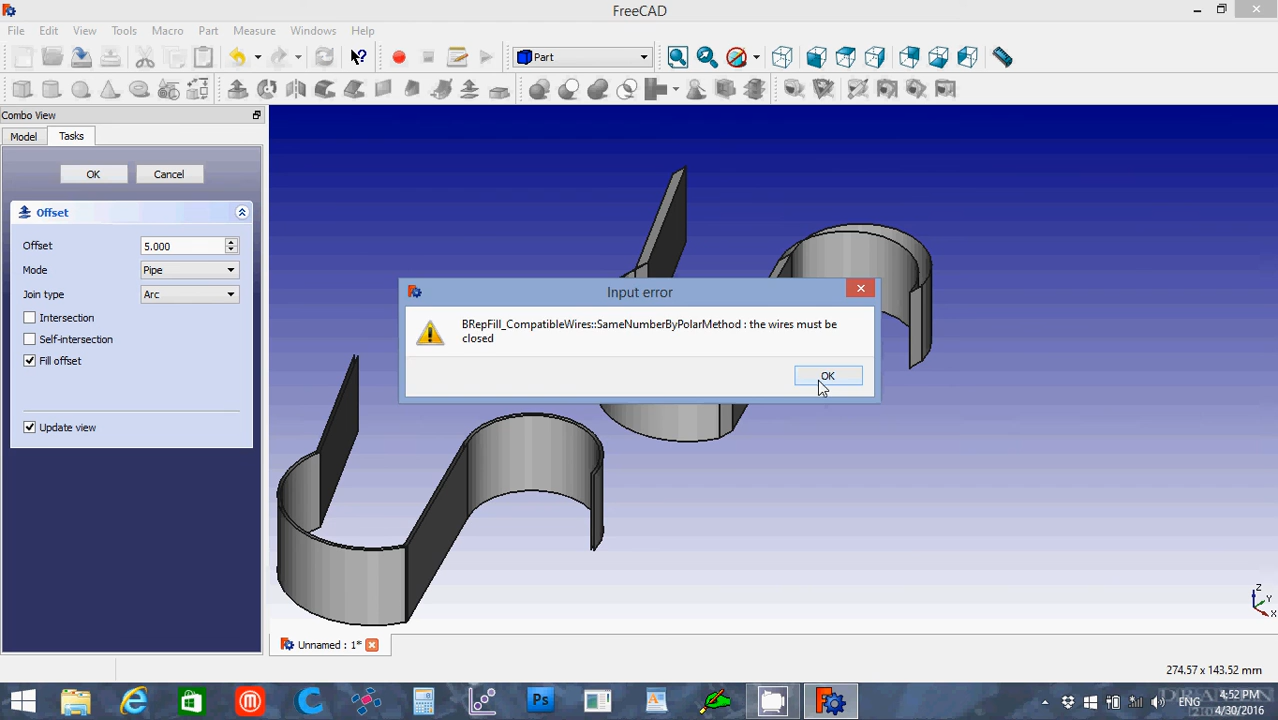 FreeCAD
File Edit View Tools Macro Part Measure Windows Help
Part
Combo View
Model Tasks
OK Cancel
Offset
Offset 5.000
Mode Pipe
Join type Arc
Intersection
Self-intersection
Fill offset
Update view
Input error
BRepFill_CompatibleWires::SameNumberByPolarMethod : the wires must be
closed
OK
Z
Y
X
Unnamed : 1*
274.57 x 143.52 mm
Ps
ENG
4:52 PM
4/30/2016